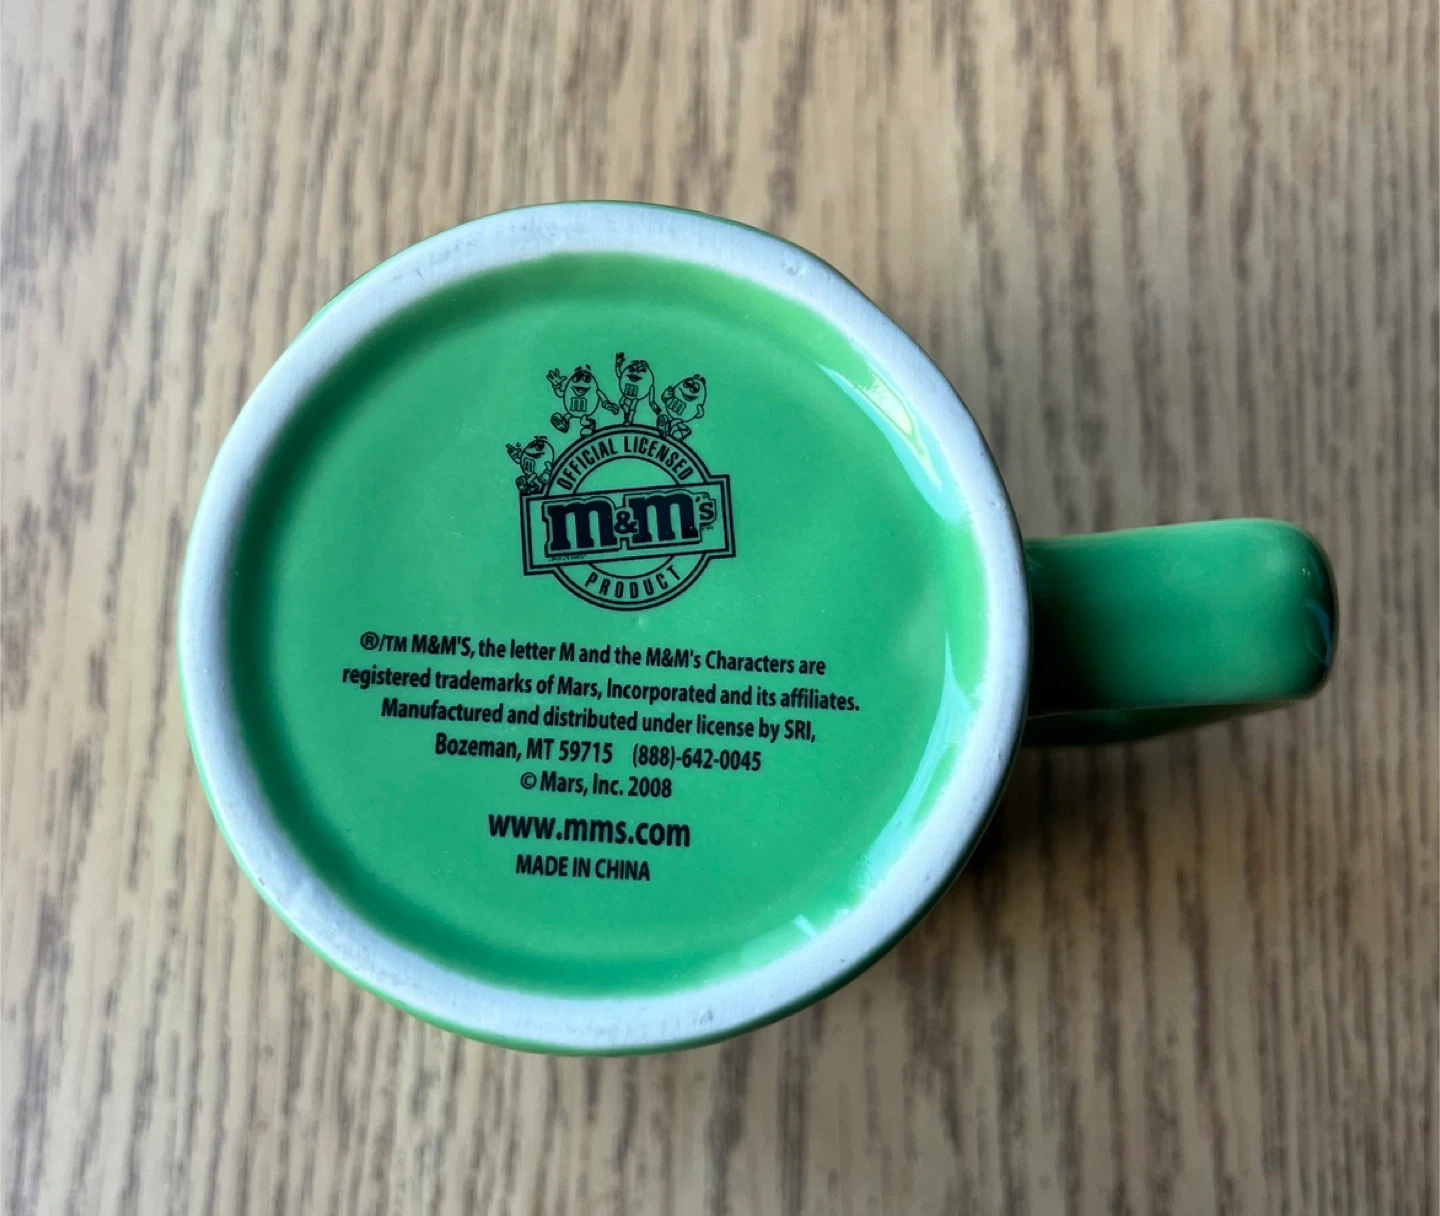 OFFICIAL LICENSED
m&m's
PRODUCT
®/TM M&M'S, the letter M and the M&M's Characters are
registered trademarks of Mars, Incorporated and its affiliates.
Manufactured and distributed under license by SRI,
Bozeman, MT 59715 (888)-642-0045
© Mars, Inc. 2008
www.mms.com
MADE IN CHINA